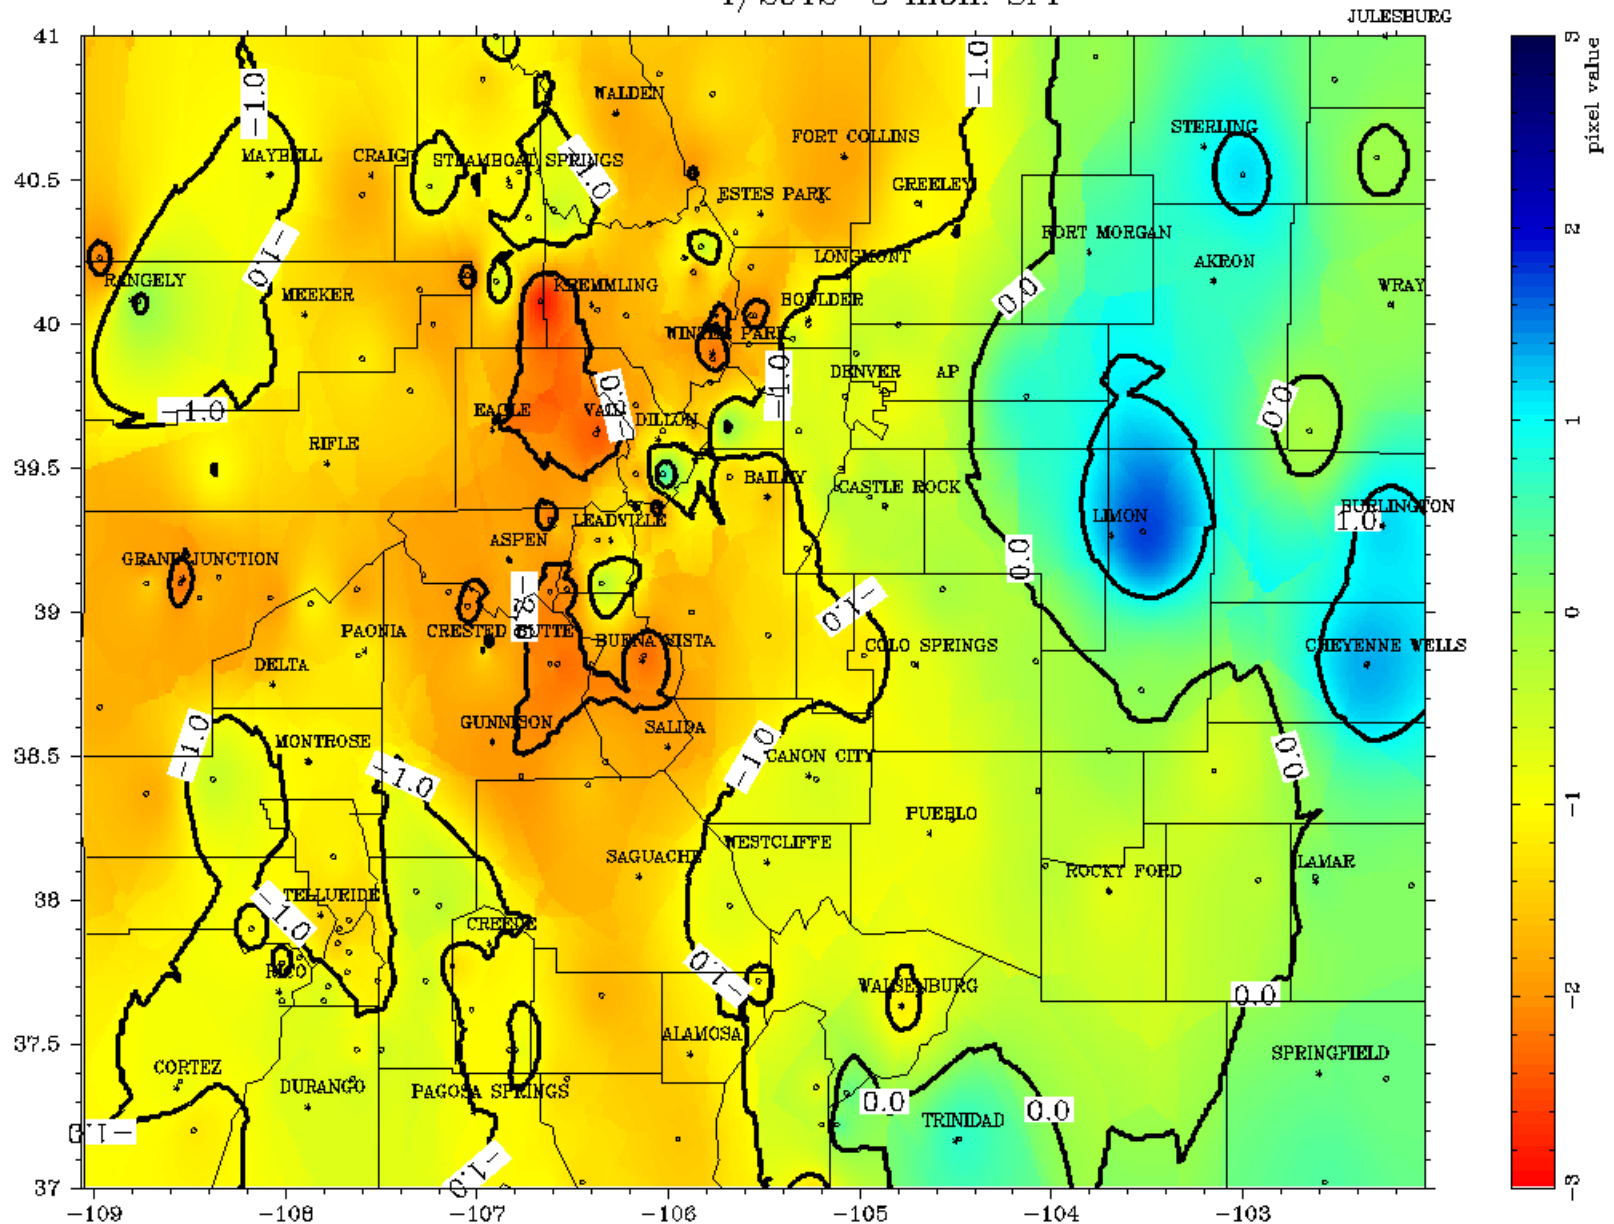 JULESBURG
41
-1.0
-1.0
3
WALDEN
STERLING
FORT COLLINS
MAYBELL
CRAIG
STEAMBOAT SPRINGS
-1.0
pixel value
40.5
ESTES PARK
GREELEY
2
FORT MORGAN
-1.0
LONGMONT
AKRON
RANGELY
MEEKER
KREMMLING
BOULDER
0.0
WRAY
40
WINTER PARK
-1.0
DENVER
AP
0.0
-1.0
EAGLE
VAIL
DILLON
1
RIFLE
39.5
BAILEY
CASTLE ROCK
BURLINGTON
LEADVILLE
LIMON
1.0
ASPEN
GRAND JUNCTION
0.0
39
-2
-1.0
0
PAONIA
CRESTED BUTTE
BUENA VISTA
COLO SPRINGS
CHEYENNE WELLS
DELTA
GUNNISON
SALIDA
-1.0
MONTROSE
38.5
-1.0
-1.0
CANON CITY
0.0
-1
PUEBLO
WESTCLIFFE
SAGUACHE
ROCKY FORD
LAMAR
38
TELLURIDE
-1.0
CREEDE
RICO
-1.0
WALSENBURG
0.0
-2
37.5
ALAMOSA
CORTEZ
SPRINGFIELD
DURANGO
PAGOSA SPRINGS
0.0
0.0
TRINIDAD
-1.0
37
-1.0
-3
-109
-108
-107
-106
-105
-104
-103